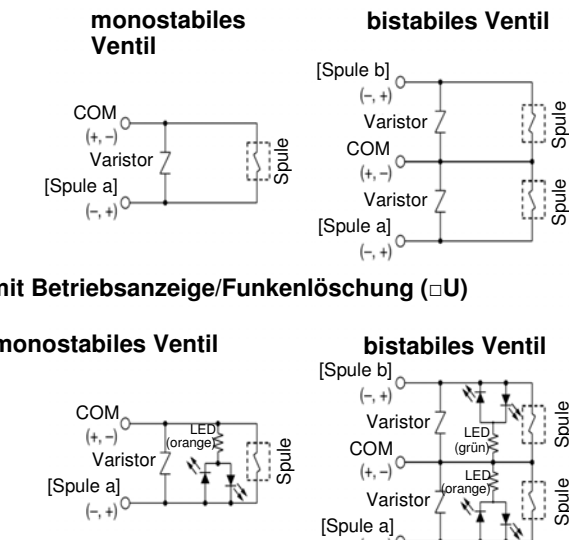 monostabiles
Ventil
COM
(+, −)
Varistor
[Spule a]
(−, +)
Spule
bistabiles Ventil
[Spule b]
(−, +)
Varistor
COM
(+, −)
Varistor
[Spule a]
(−, +)
Spule
Spule
mit Betriebsanzeige/Funkenlöschung (□U)
monostabiles Ventil
COM
(+, −)
Varistor
[Spule a]
(−, +)
LED
(orange)
Spule
bistabiles Ventil
[Spule b]
(−, +)
Varistor
COM
(+, −)
Varistor
[Spule a]
LED
(grün)
LED
(orange)
Spule
Spule